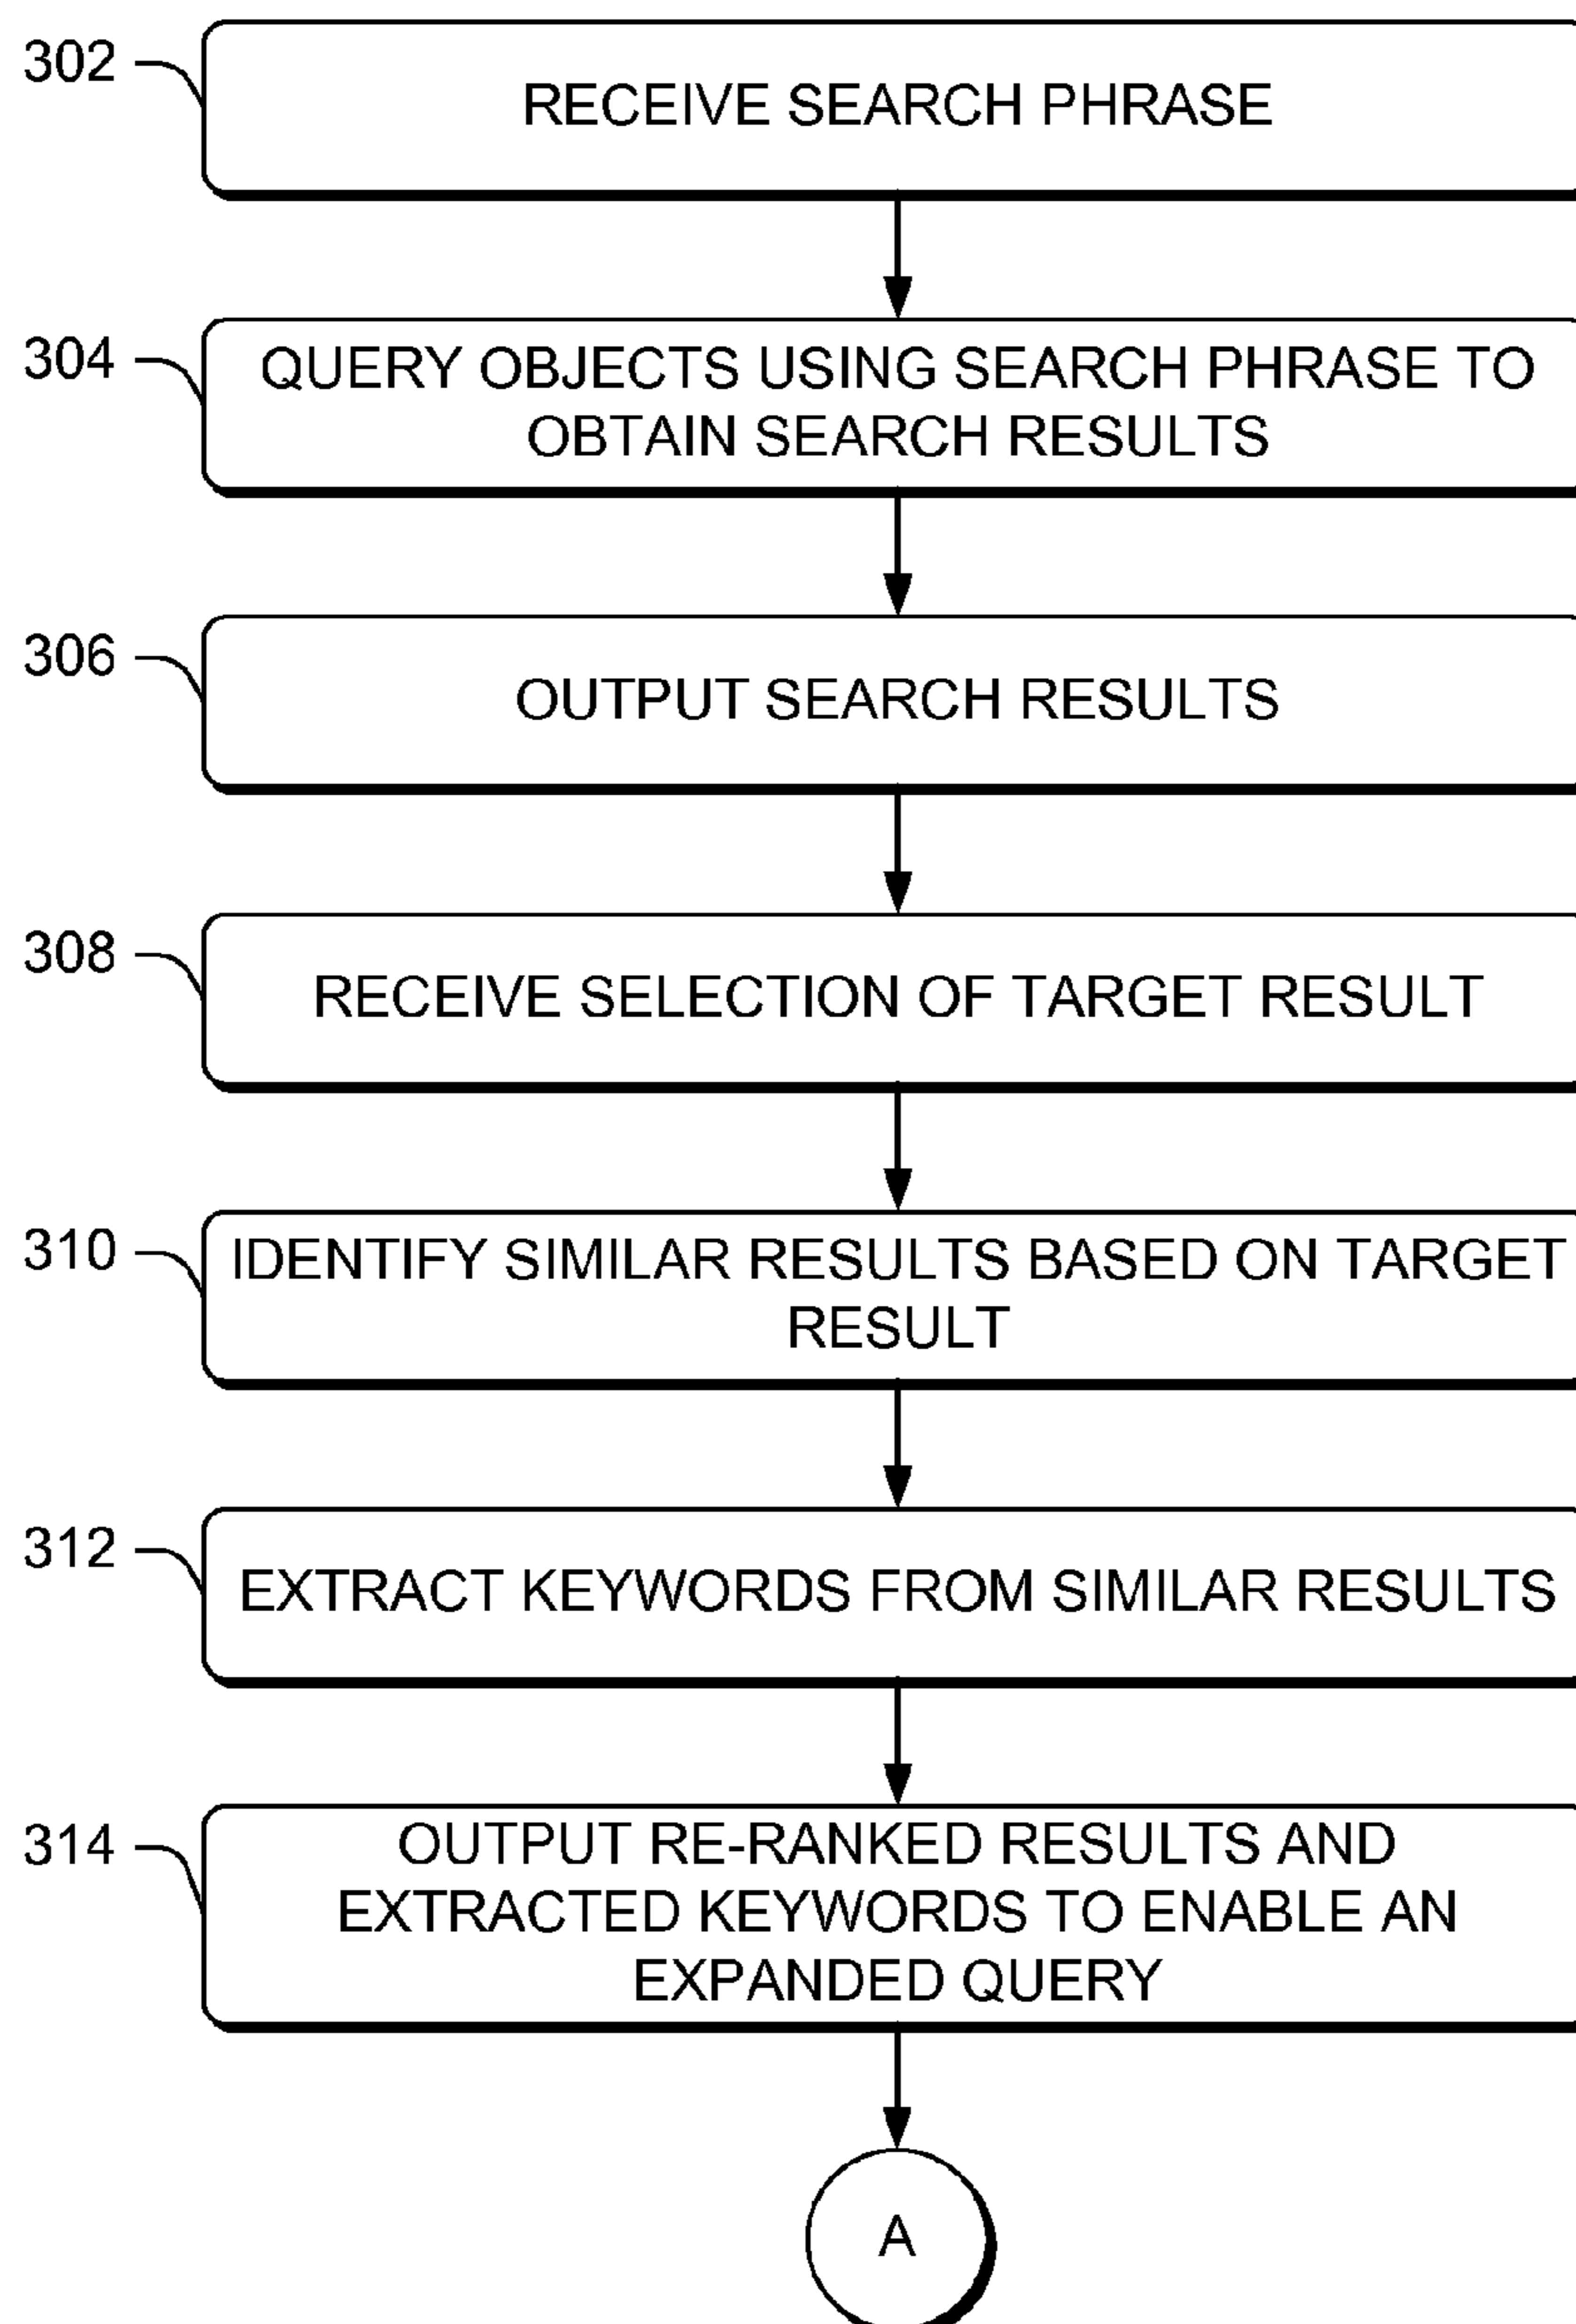 302
RECEIVE SEARCH PHRASE
304
QUERY OBJECTS USING SEARCH PHRASE TO
OBTAIN SEARCH RESULTS
306
OUTPUT SEARCH RESULTS
308
RECEIVE SELECTION OF TARGET RESULT
310
IDENTIFY SIMILAR RESULTS BASED ON TARGET
RESULT
312
EXTRACT KEYWORDS FROM SIMILAR RESULTS
314
OUTPUT RE-RANKED RESULTS AND
EXTRACTED KEYWORDS TO ENABLE AN
EXPANDED QUERY
A